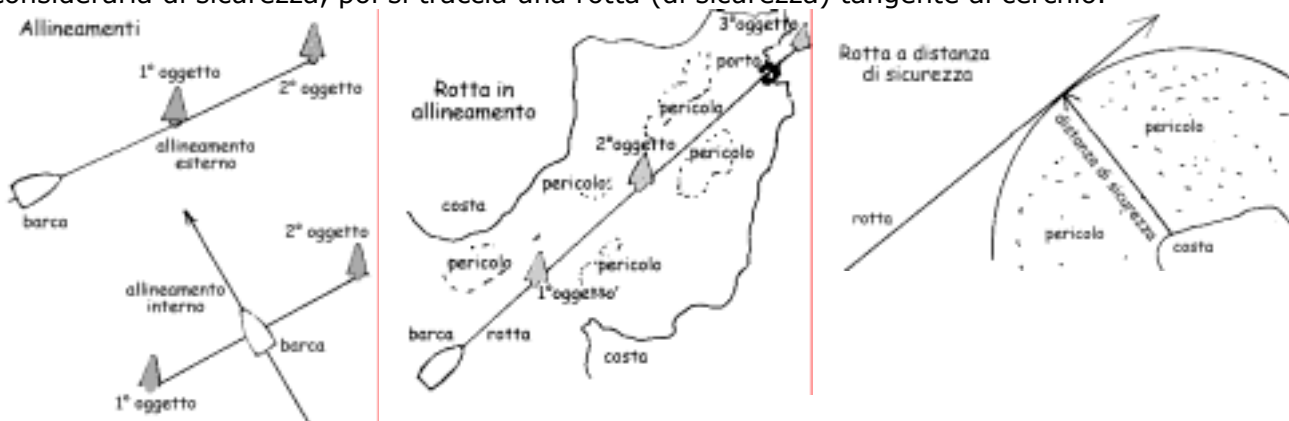 considerarla di sicurezza, poi si traccia una rotta (di sicurezza) tangente al cerchio.
Allineamenti
1° oggetto
2° oggetto
allineamento
esterno
barca
2° oggetto
allineamento
interno
barca
1° oggetto
3°oggetto
porto
Rotta in
allineamento
pericolo
2°oggetto
pericolo
pericolo
costa
pericolo
pericolo
1°oggetto
barca
rotta
costa
Rotta a distanza
di sicurezza
pericolo
distanza di sicurezza
rotta
pericolo
costa